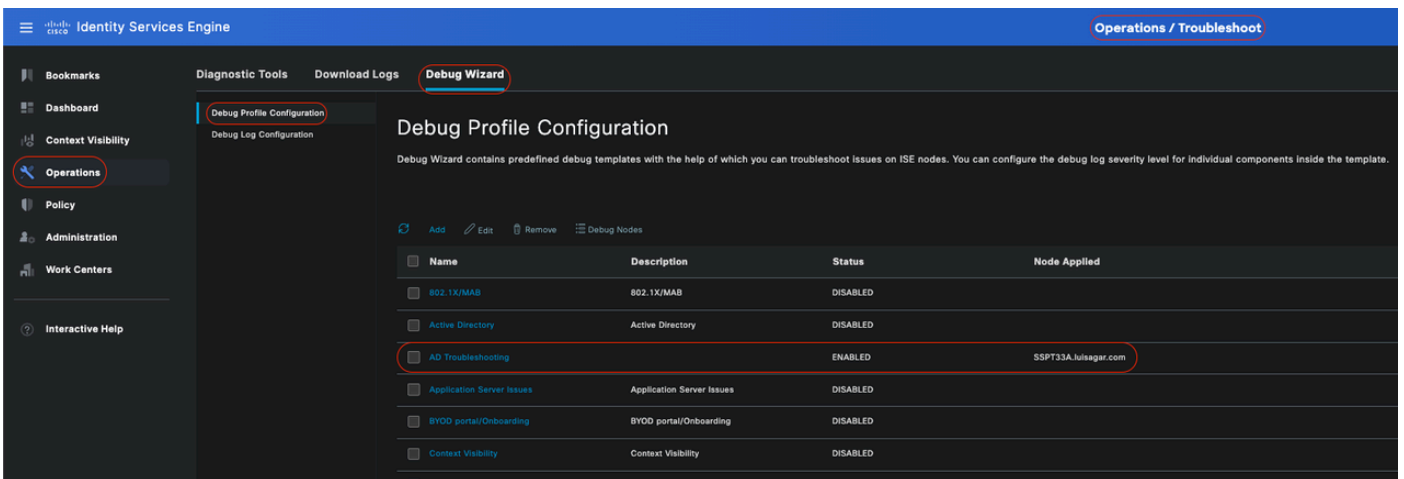 cisco Identity Services Engine Operations / Troubleshoot
Bookmarks
Dashboard
Context Visibility
Operations
Policy
Administration
Work Centers
Interactive Help
Diagnostic Tools Download Logs Debug Wizard
Debug Profile Configuration
Debug Log Configuration
Debug Profile Configuration
Debug Wizard contains predefined debug templates with the help of which you can troubleshoot issues on ISE nodes. You can configure the debug log severity level for individual components inside the template.
Add Edit Remove Debug Nodes
Name Description Status Node Applied
802.1X/MAB 802.1X/MAB DISABLED
Active Directory Active Directory DISABLED
AD Troubleshooting ENABLED SSPT33A.luisagar.com
Application Server Issues Application Server Issues DISABLED
BYOD portal/Onboarding BYOD portal/Onboarding DISABLED
Context Visibility Context Visibility DISABLED